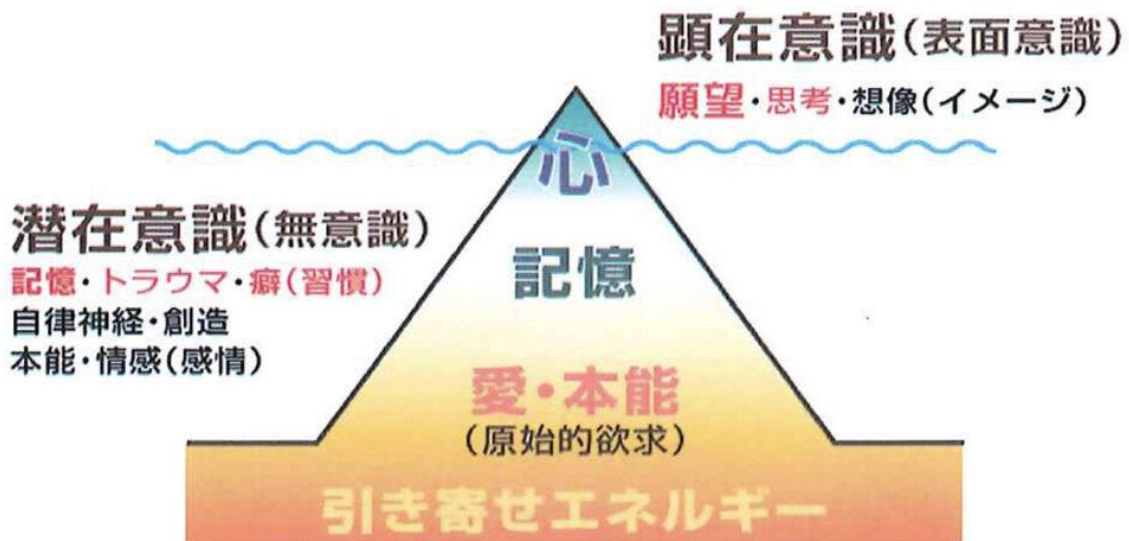 顕在意識(表面意識)
願望・思考・想像(イメージ)
心
潜在意識(無意識)
記憶・トラウマ・癖(習慣)
自律神経・創造
本能・情感(感情)
記憶
愛・本能
(原始的欲求)
引き寄せエネルギー